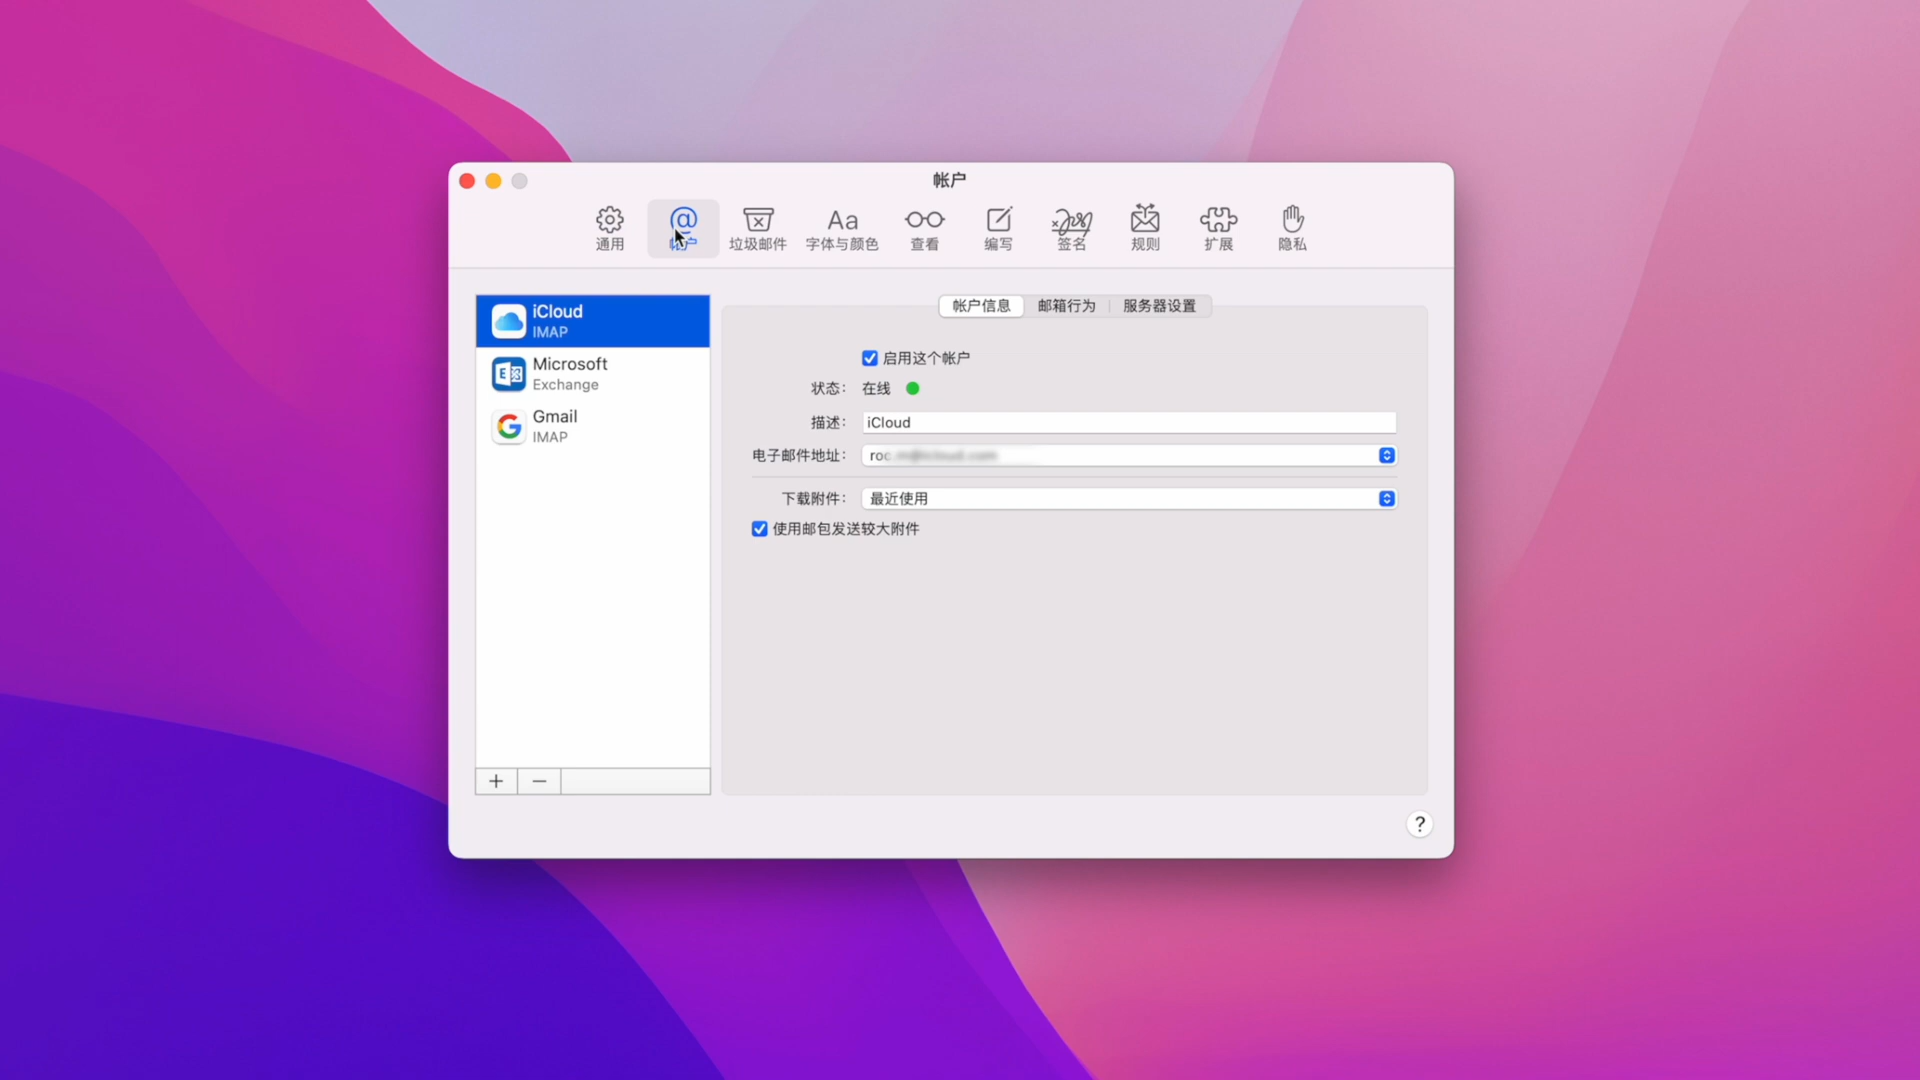 帐户
通用
帐户
垃圾邮件
Aa
字体与颜色
查看
编写
签名
规则
扩展
隐私
iCloud
IMAP
Microsoft
Exchange
Gmail
IMAP
帐户信息 邮箱行为 服务器设置
启用这个帐户
状态： 在线
描述： iCloud
电子邮件地址： roc
下载附件： 最近使用
使用邮包发送较大附件
?